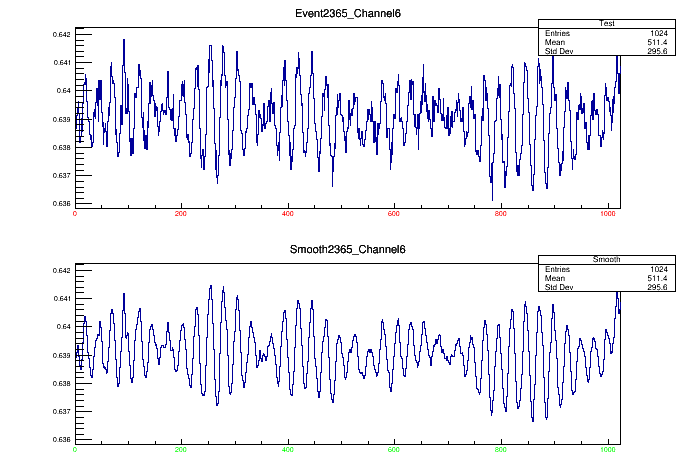 Event2365_Channel6
Test
Entries 1024
Mean 511.4
Std Dev 295.6
0.642
0.641
0.64
0.639
0.638
0.637
0.636
0 200 400 600 800 1000
Smooth2365_Channel6
Smooth
Entries 1024
Mean 511.4
Std Dev 295.6
0.642
0.641
0.64
0.639
0.638
0.637
0.636
0 200 400 600 800 1000